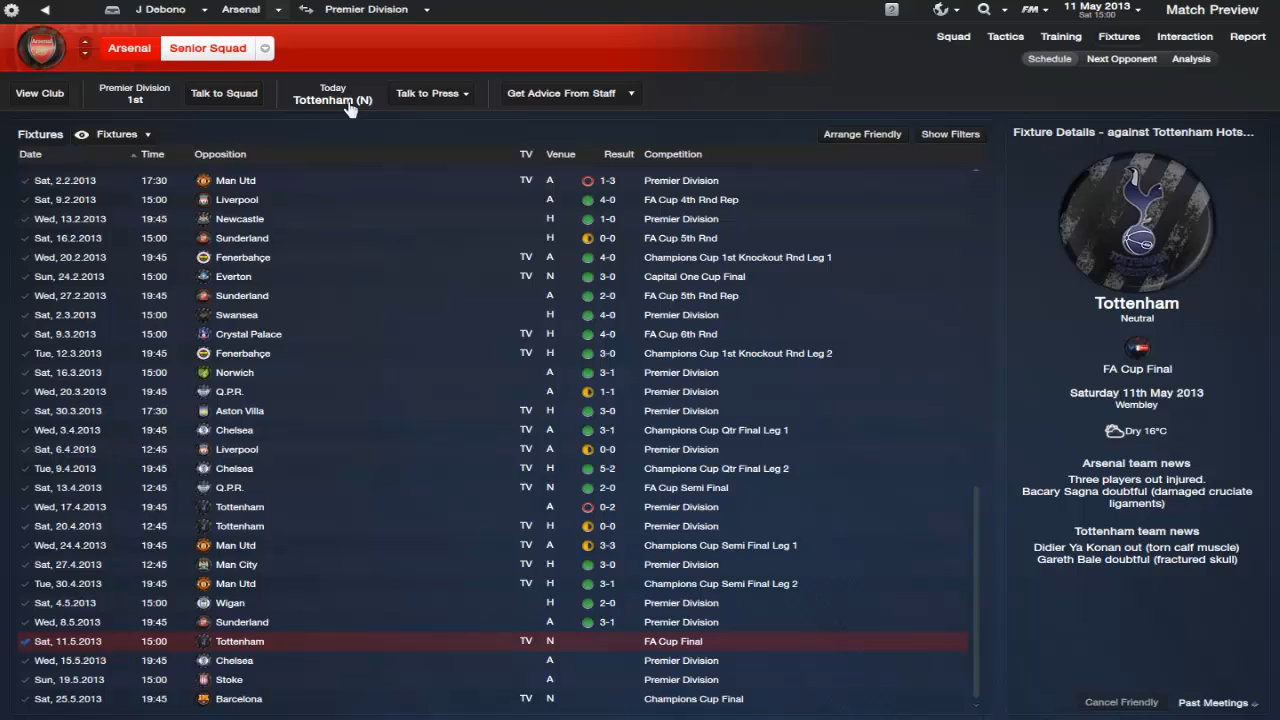 J Debono Arsenal Premier Division ? FM 11 May 2013 Sat 15:00 Match Preview
Arsenal Senior Squad Squad Tactics Training Fixtures Interaction Report
Schedule Next Opponent Analysis
View Club Premier Division 1st Talk to Squad Today Tottenham (N) Talk to Press Get Advice From Staff
Fixtures Fixtures Arrange Friendly Show Filters
Date Time Opposition TV Venue Result Competition
Sat, 2.2.2013 17:30 Man Utd TV A 1-3 Premier Division
Sat, 9.2.2013 15:00 Liverpool A 4-0 FA Cup 4th Rnd Rep
Wed, 13.2.2013 19:45 Newcastle H 1-0 Premier Division
Sat, 16.2.2013 15:00 Sunderland H 0-0 FA Cup 5th Rnd
Wed, 20.2.2013 19:45 Fenerbahçe TV A 4-0 Champions Cup 1st Knockout Rnd Leg 1
Sun, 24.2.2013 15:00 Everton TV N 3-0 Capital One Cup Final
Wed, 27.2.2013 19:45 Sunderland A 2-0 FA Cup 5th Rnd Rep
Sat, 2.3.2013 15:00 Swansea H 4-0 Premier Division
Sat, 9.3.2013 15:00 Crystal Palace TV H 4-0 FA Cup 6th Rnd
Tue, 12.3.2013 19:45 Fenerbahçe TV H 3-0 Champions Cup 1st Knockout Rnd Leg 2
Sat, 16.3.2013 15:00 Norwich A 3-1 Premier Division
Wed, 20.3.2013 19:45 Q.P.R. A 1-1 Premier Division
Sat, 30.3.2013 17:30 Aston Villa TV H 3-0 Premier Division
Wed, 3.4.2013 19:45 Chelsea TV A 3-1 Champions Cup Qtr Final Leg 1
Sat, 6.4.2013 12:45 Liverpool TV A 0-0 Premier Division
Tue, 9.4.2013 19:45 Chelsea TV H 5-2 Champions Cup Qtr Final Leg 2
Sat, 13.4.2013 12:45 Q.P.R. TV N 2-0 FA Cup Semi Final
Wed, 17.4.2013 19:45 Tottenham A 0-2 Premier Division
Sat, 20.4.2013 12:45 Tottenham TV H 0-0 Premier Division
Wed, 24.4.2013 19:45 Man Utd TV A 3-3 Champions Cup Semi Final Leg 1
Sat, 27.4.2013 12:45 Man City TV H 3-0 Premier Division
Tue, 30.4.2013 19:45 Man Utd TV H 3-1 Champions Cup Semi Final Leg 2
Sat, 4.5.2013 15:00 Wigan H 2-0 Premier Division
Wed, 8.5.2013 19:45 Sunderland A 3-1 Premier Division
Sat, 11.5.2013 15:00 Tottenham TV N FA Cup Final
Wed, 15.5.2013 19:45 Chelsea A Premier Division
Sun, 19.5.2013 15:00 Stoke A Premier Division
Sat, 25.5.2013 19:45 Barcelona TV N Champions Cup Final
Fixture Details - against Tottenham Hots...
Tottenham
Neutral
FA Cup Final
Saturday 11th May 2013
Wembley
Dry 16°C
Arsenal team news
Three players out injured.
Bacary Sagna doubtful (damaged cruciate
ligaments)
Tottenham team news
Didier Ya Konan out (torn calf muscle)
Gareth Bale doubtful (fractured skull)
Cancel Friendly Past Meetings